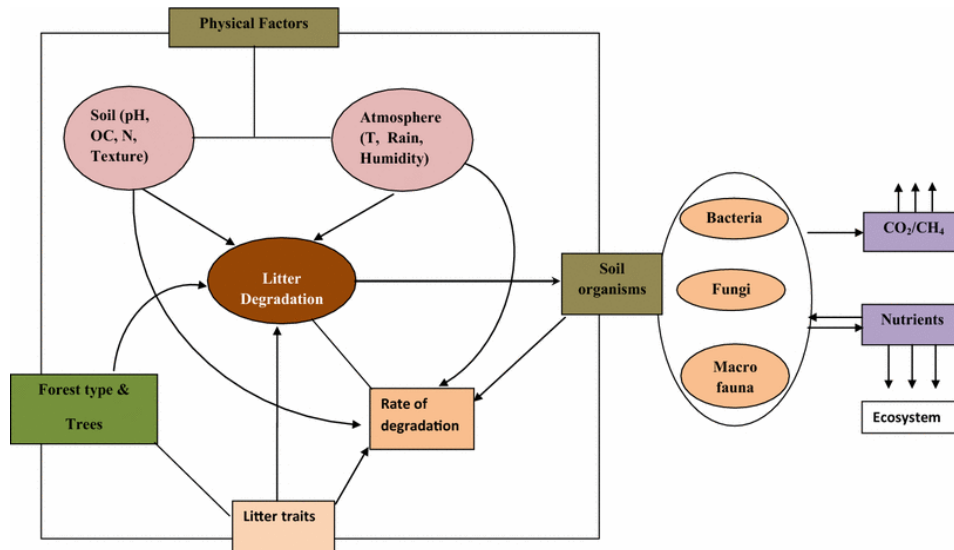 Physical Factors
Soil (pH,
OC, N,
Texture)
Atmosphere
(T, Rain,
Humidity)
Bacteria
CO₂/CH₄
Litter
Degradation
Soil
organisms
Fungi
Nutrients
Macro
fauna
Forest type &
Trees
Rate of
degradation
Ecosystem
Litter traits